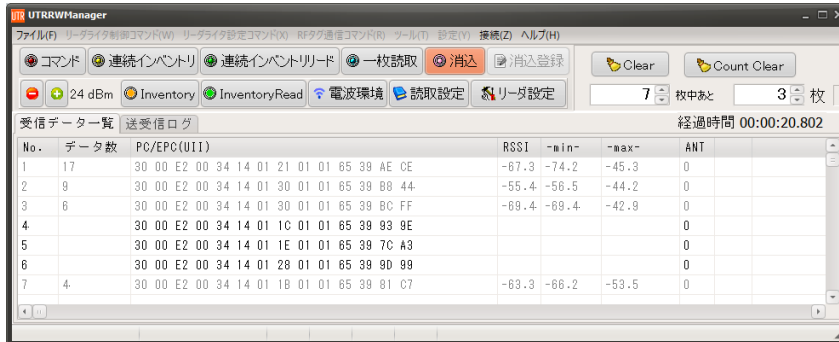 UTR UTRRWManager
ファイル(F) リーダライタ制御コマンド(W) リーダライタ設定コマンド(X) RFタグ通信コマンド(R) ツール(T) 設定(Y) 接続(Z) ヘルプ(H)
コマンド 連続インベントリ 連続インベントリリード 一枚読取 消込 消込登録 Clear Count Clear
24 dBm Inventory InventoryRead 電波環境 読取設定 リーダ設定 7 枚中あと 3 枚
受信データ一覧 送受信ログ 経過時間 00:00:20.802
No. データ数 PC/EPC(UII) RSSI -min- -max- ANT
1 17 30 00 E2 00 34 14 01 21 01 01 65 39 AE CE -67.3 -74.2 -45.3 0
2 9 30 00 E2 00 34 14 01 30 01 01 65 39 B8 44 -55.4 -56.5 -44.2 0
3 6 30 00 E2 00 34 14 01 30 01 01 65 39 BC FF -69.4 -69.4 -42.9 0
4 30 00 E2 00 34 14 01 1C 01 01 65 39 93 9E 0
5 30 00 E2 00 34 14 01 1E 01 01 65 39 7C A3 0
6 30 00 E2 00 34 14 01 28 01 01 65 39 9D 99 0
7 4 30 00 E2 00 34 14 01 1B 01 01 65 39 81 C7 -63.3 -66.2 -53.5 0